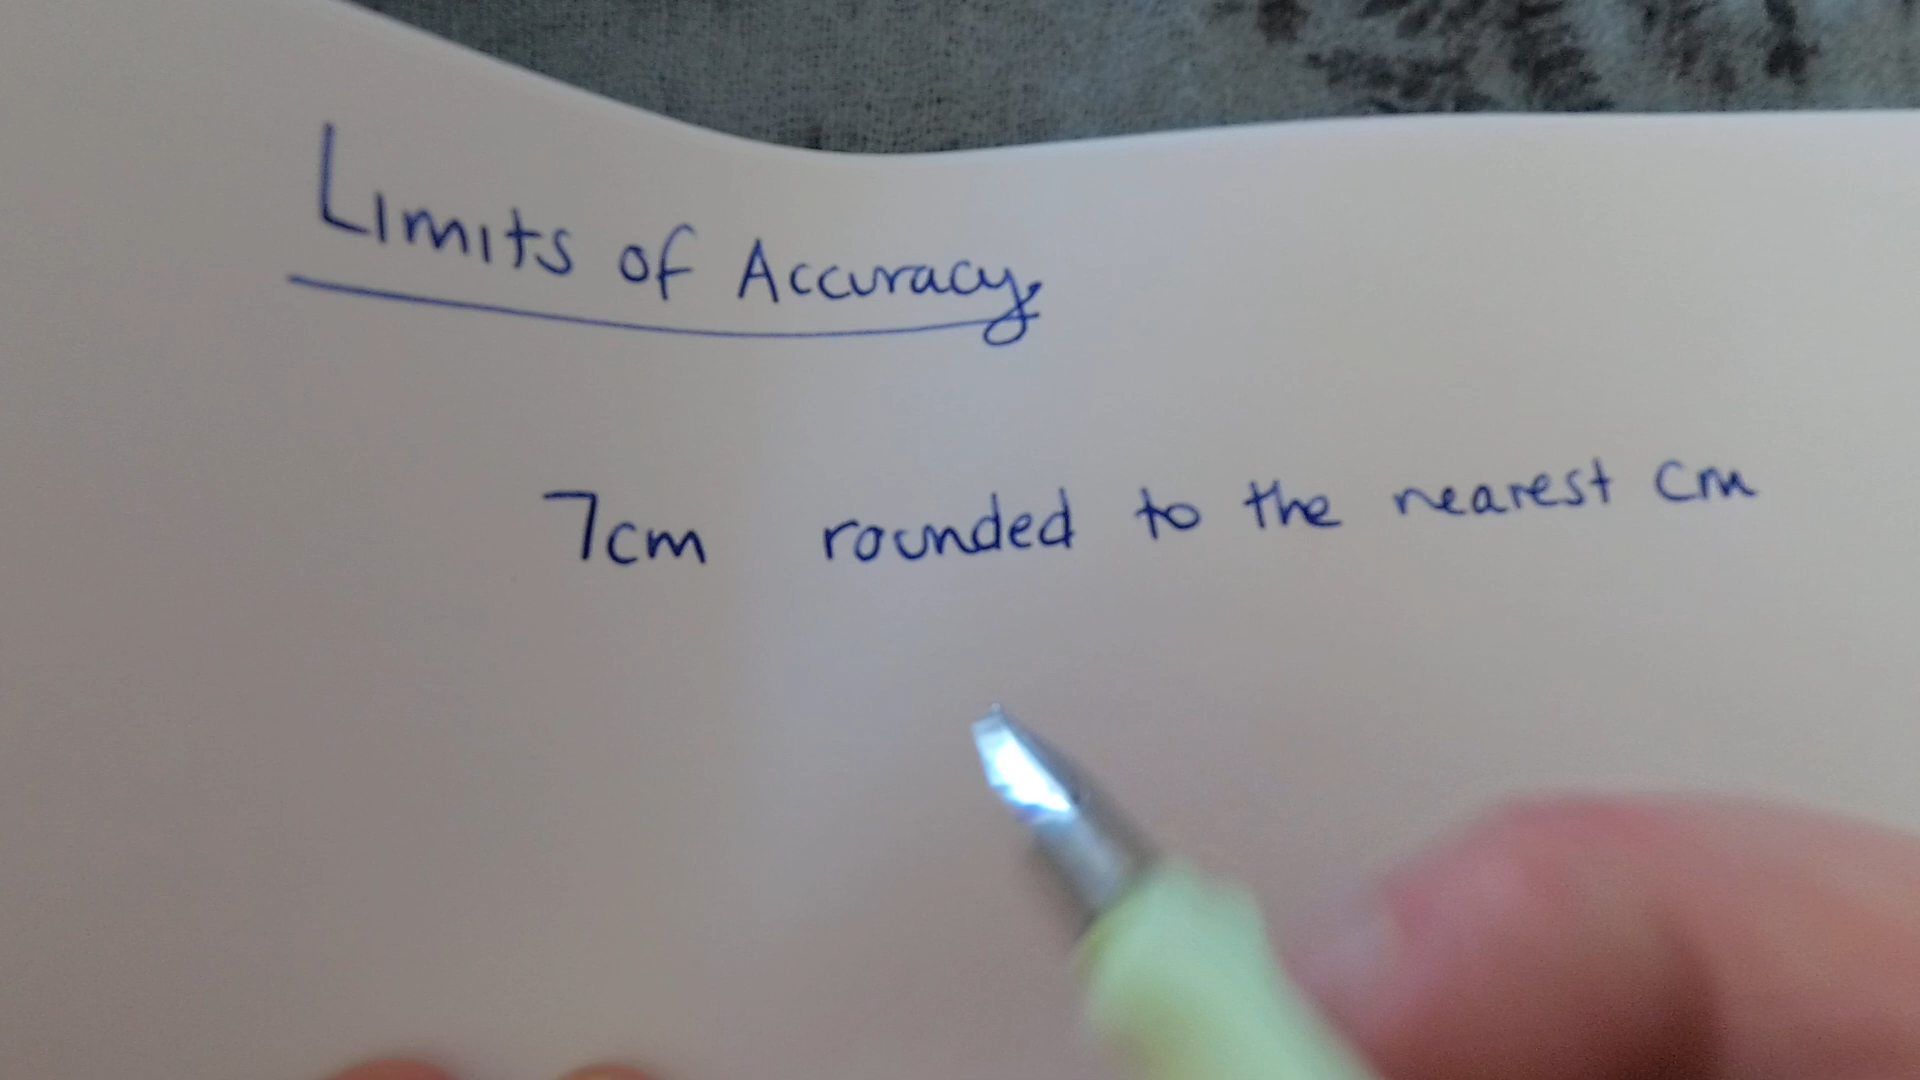 Limits of Accuracy
7cm rounded to the nearest cm